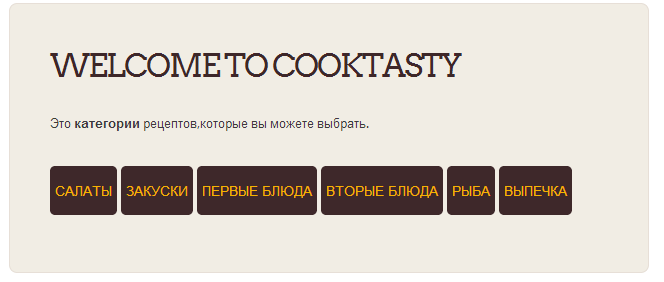 WELCOME TO COOKTASTY
Это категории рецептов,которые вы можете выбрать.
САЛАТЫ ЗАКУСКИ ПЕРВЫЕ БЛЮДА ВТОРЫЕ БЛЮДА РЫБА ВЫПЕЧКА